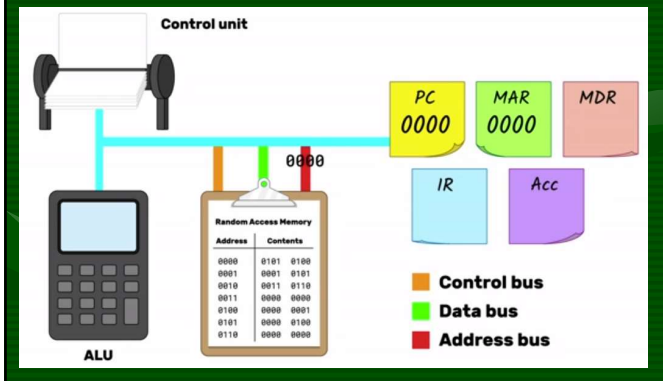 Control unit
PC
0000
MAR
0000
MDR
0000
IR
Acc
Random Access Memory
Address Contents
0000 0101 0100
0001 0001 0101
0010 0011 0110
0011 0000 0000
0100 0000 0001
0101 0000 0100
0110 0000 0000
Control bus
Data bus
Address bus
ALU